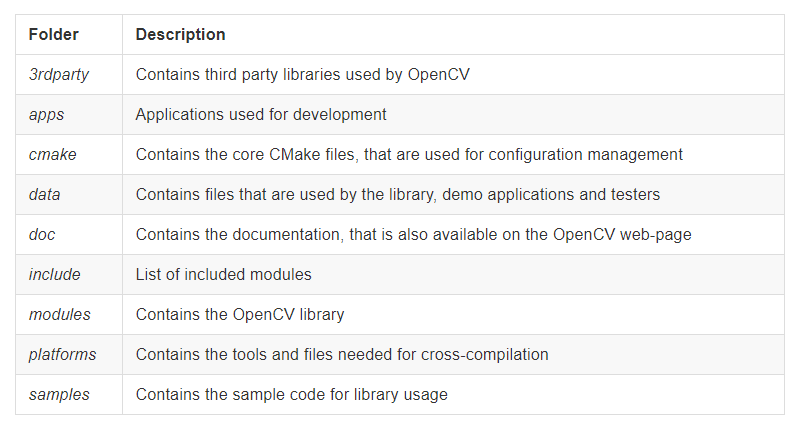 Folder Description
3rdparty Contains third party libraries used by OpenCV
apps Applications used for development
cmake Contains the core CMake files, that are used for configuration management
data Contains files that are used by the library, demo applications and testers
doc Contains the documentation, that is also available on the OpenCV web-page
include List of included modules
modules Contains the OpenCV library
platforms Contains the tools and files needed for cross-compilation
samples Contains the sample code for library usage